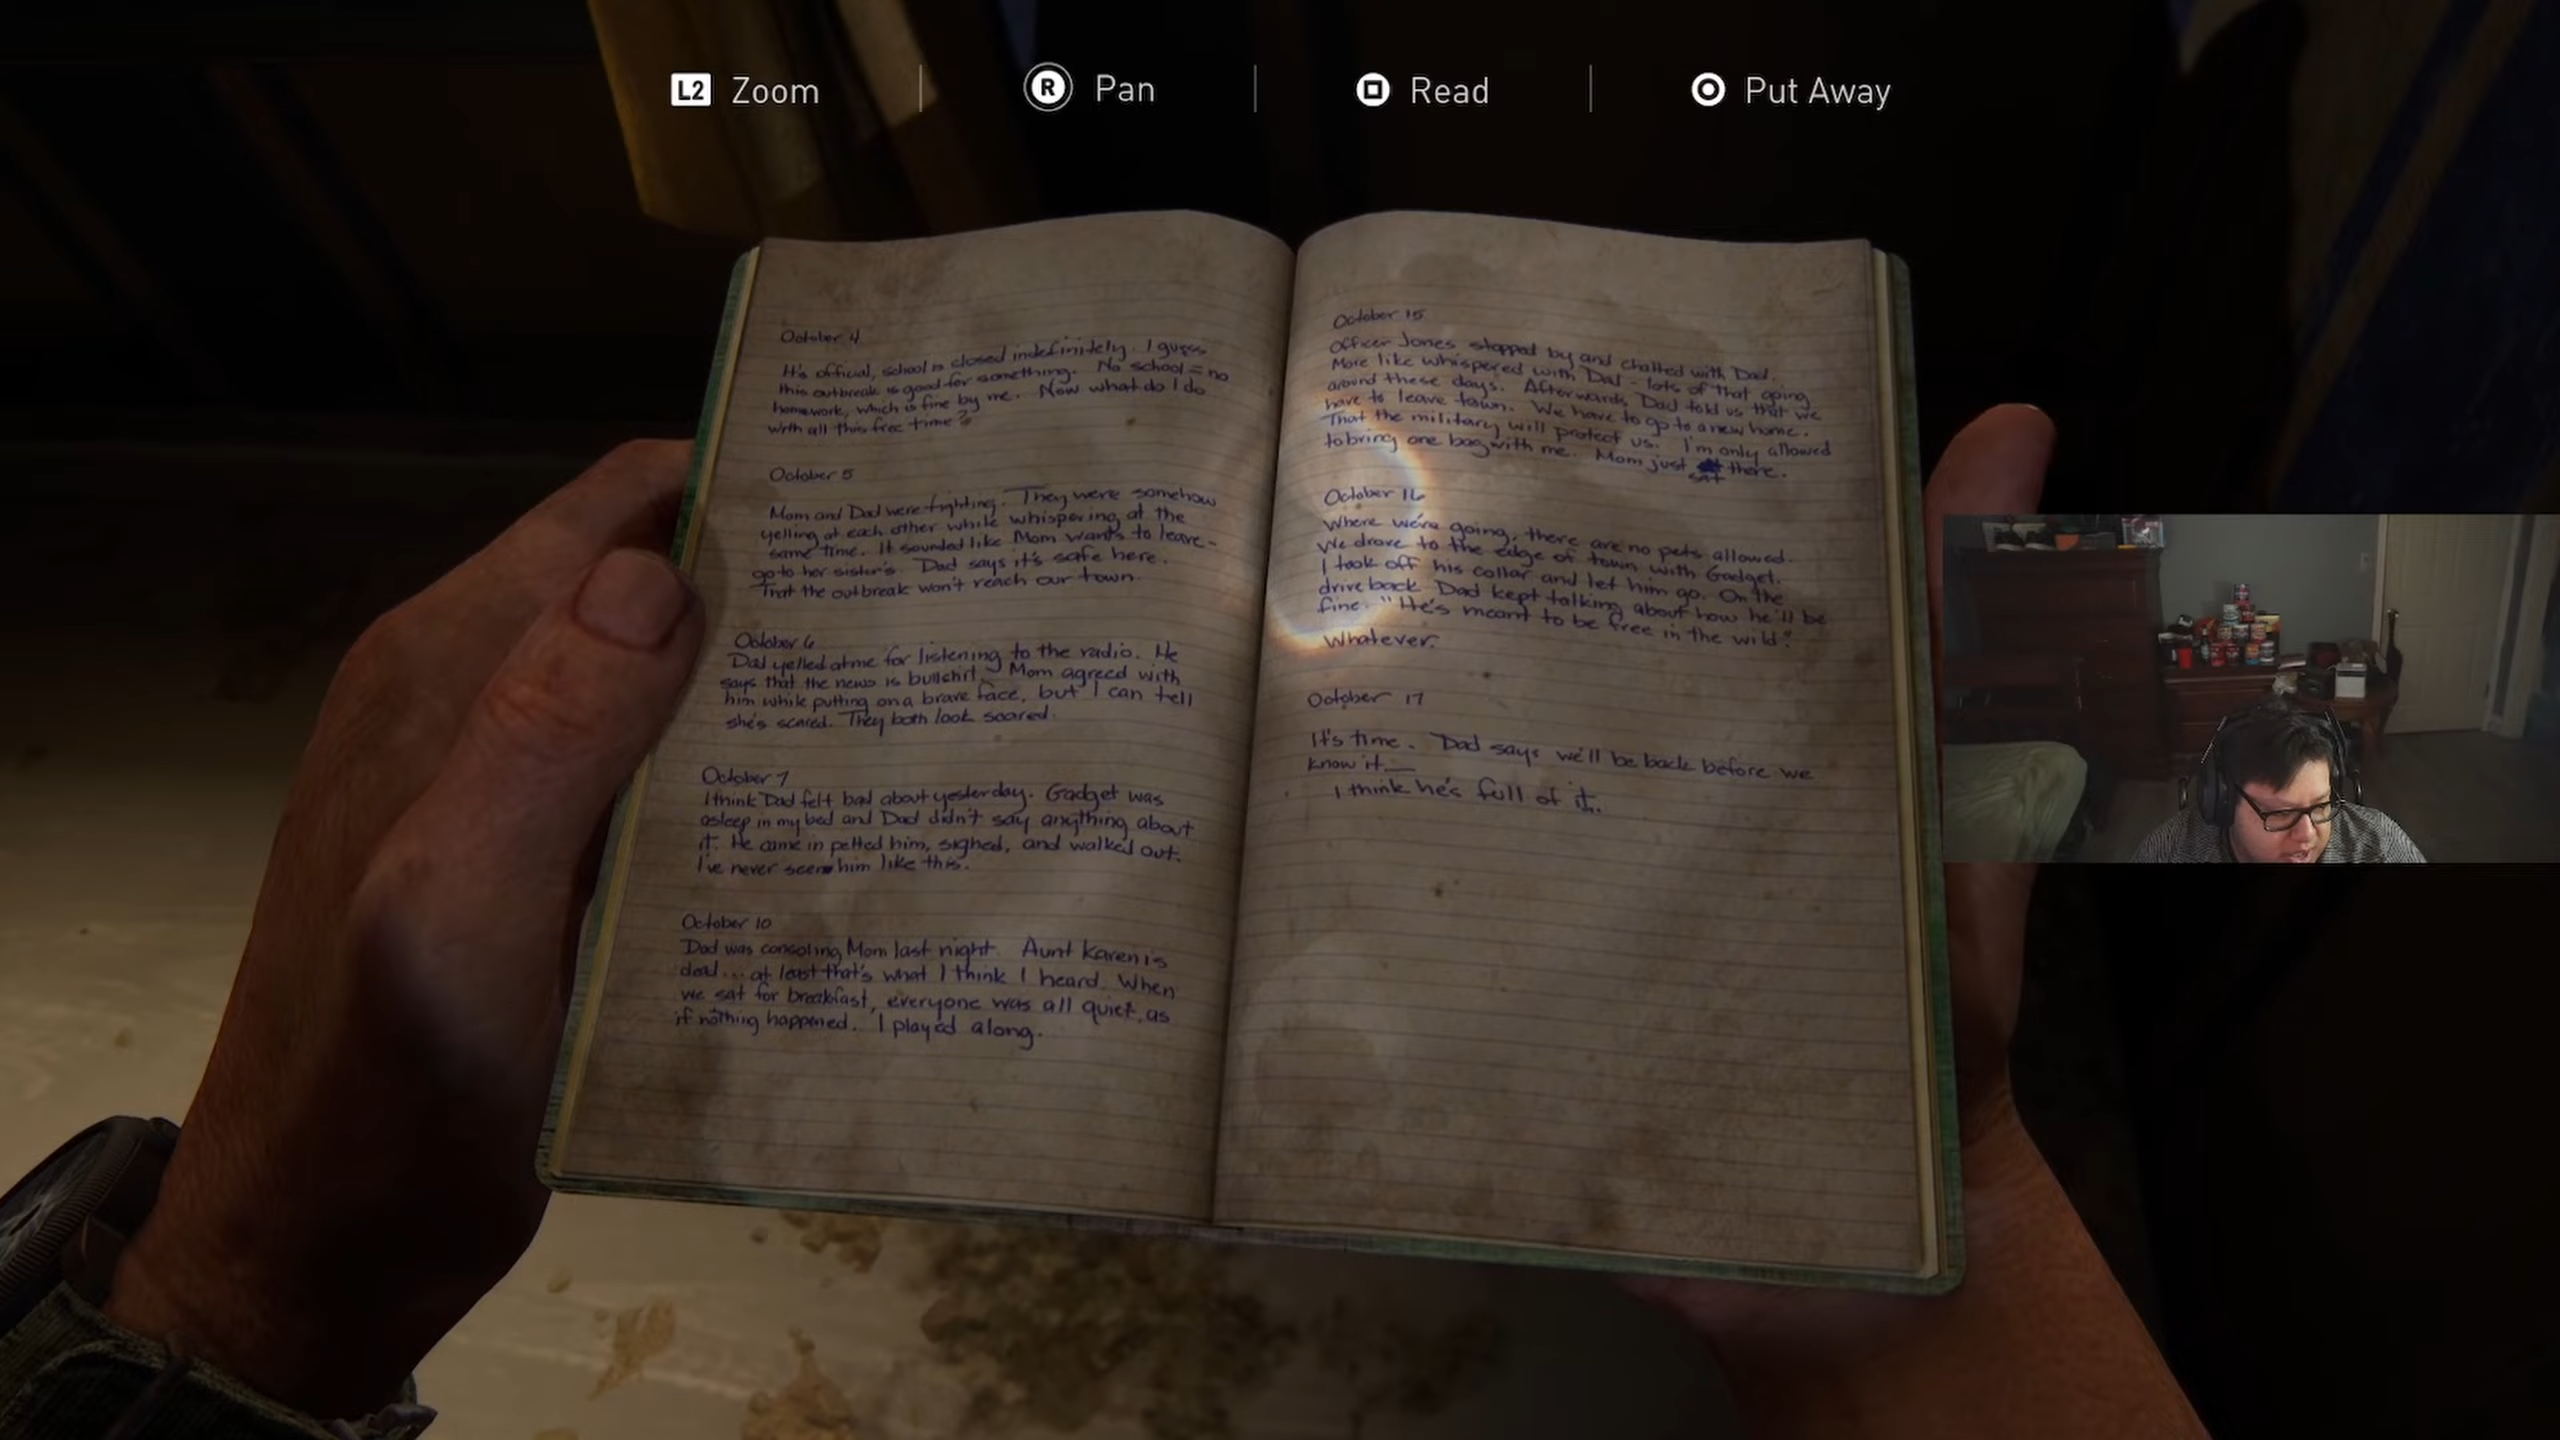 L2 Zoom
R Pan
Read
Put Away
October 4
It's official, school is closed indefinitely. I guess
this outbreak is good for something. No school = no
homework, which is fine by me. Now what do I do
with all this free time?
October 5
Mom and Dad were fighting. They were somehow
yelling at each other while whispering at the
same time. It sounded like Mom wants to leave -
go to her sister's. Dad says it's safe here.
That the outbreak won't reach our town.
October 6
Dad yelled at me for listening to the radio. He
says that the news is bullshit. Mom agreed with
him while putting on a brave face, but I can tell
she's scared. They both look scared.
October 7
I think Dad felt bad about yesterday. Gadget was
asleep in my bed and Dad didn't say anything about
it. He came in petted him, sighed, and walked out.
I've never seen him like this.
October 10
Dad was consoling Mom last night. Aunt Karen is
dead... at least that's what I think I heard. When
we sat for breakfast, everyone was all quiet, as
if nothing happened. I played along.
October 15
Officer Jones stopped by and chatted with Dad.
More like whispered with Dad - lots of that going
around these days. Afterwards, Dad told us that we
have to leave town. We have to go to a new home.
That the military will protect us. I'm only allowed
to bring one bag with me. Mom just sat there.
October 16
Where we're going, there are no pets allowed.
We drove to the edge of town with Gadget.
I took off his collar and let him go. On the
drive back Dad kept talking about how he'll be
fine. "He's meant to be free in the wild".
Whatever.
October 17
It's time. Dad says we'll be back before we
know it
I think he's full of it.